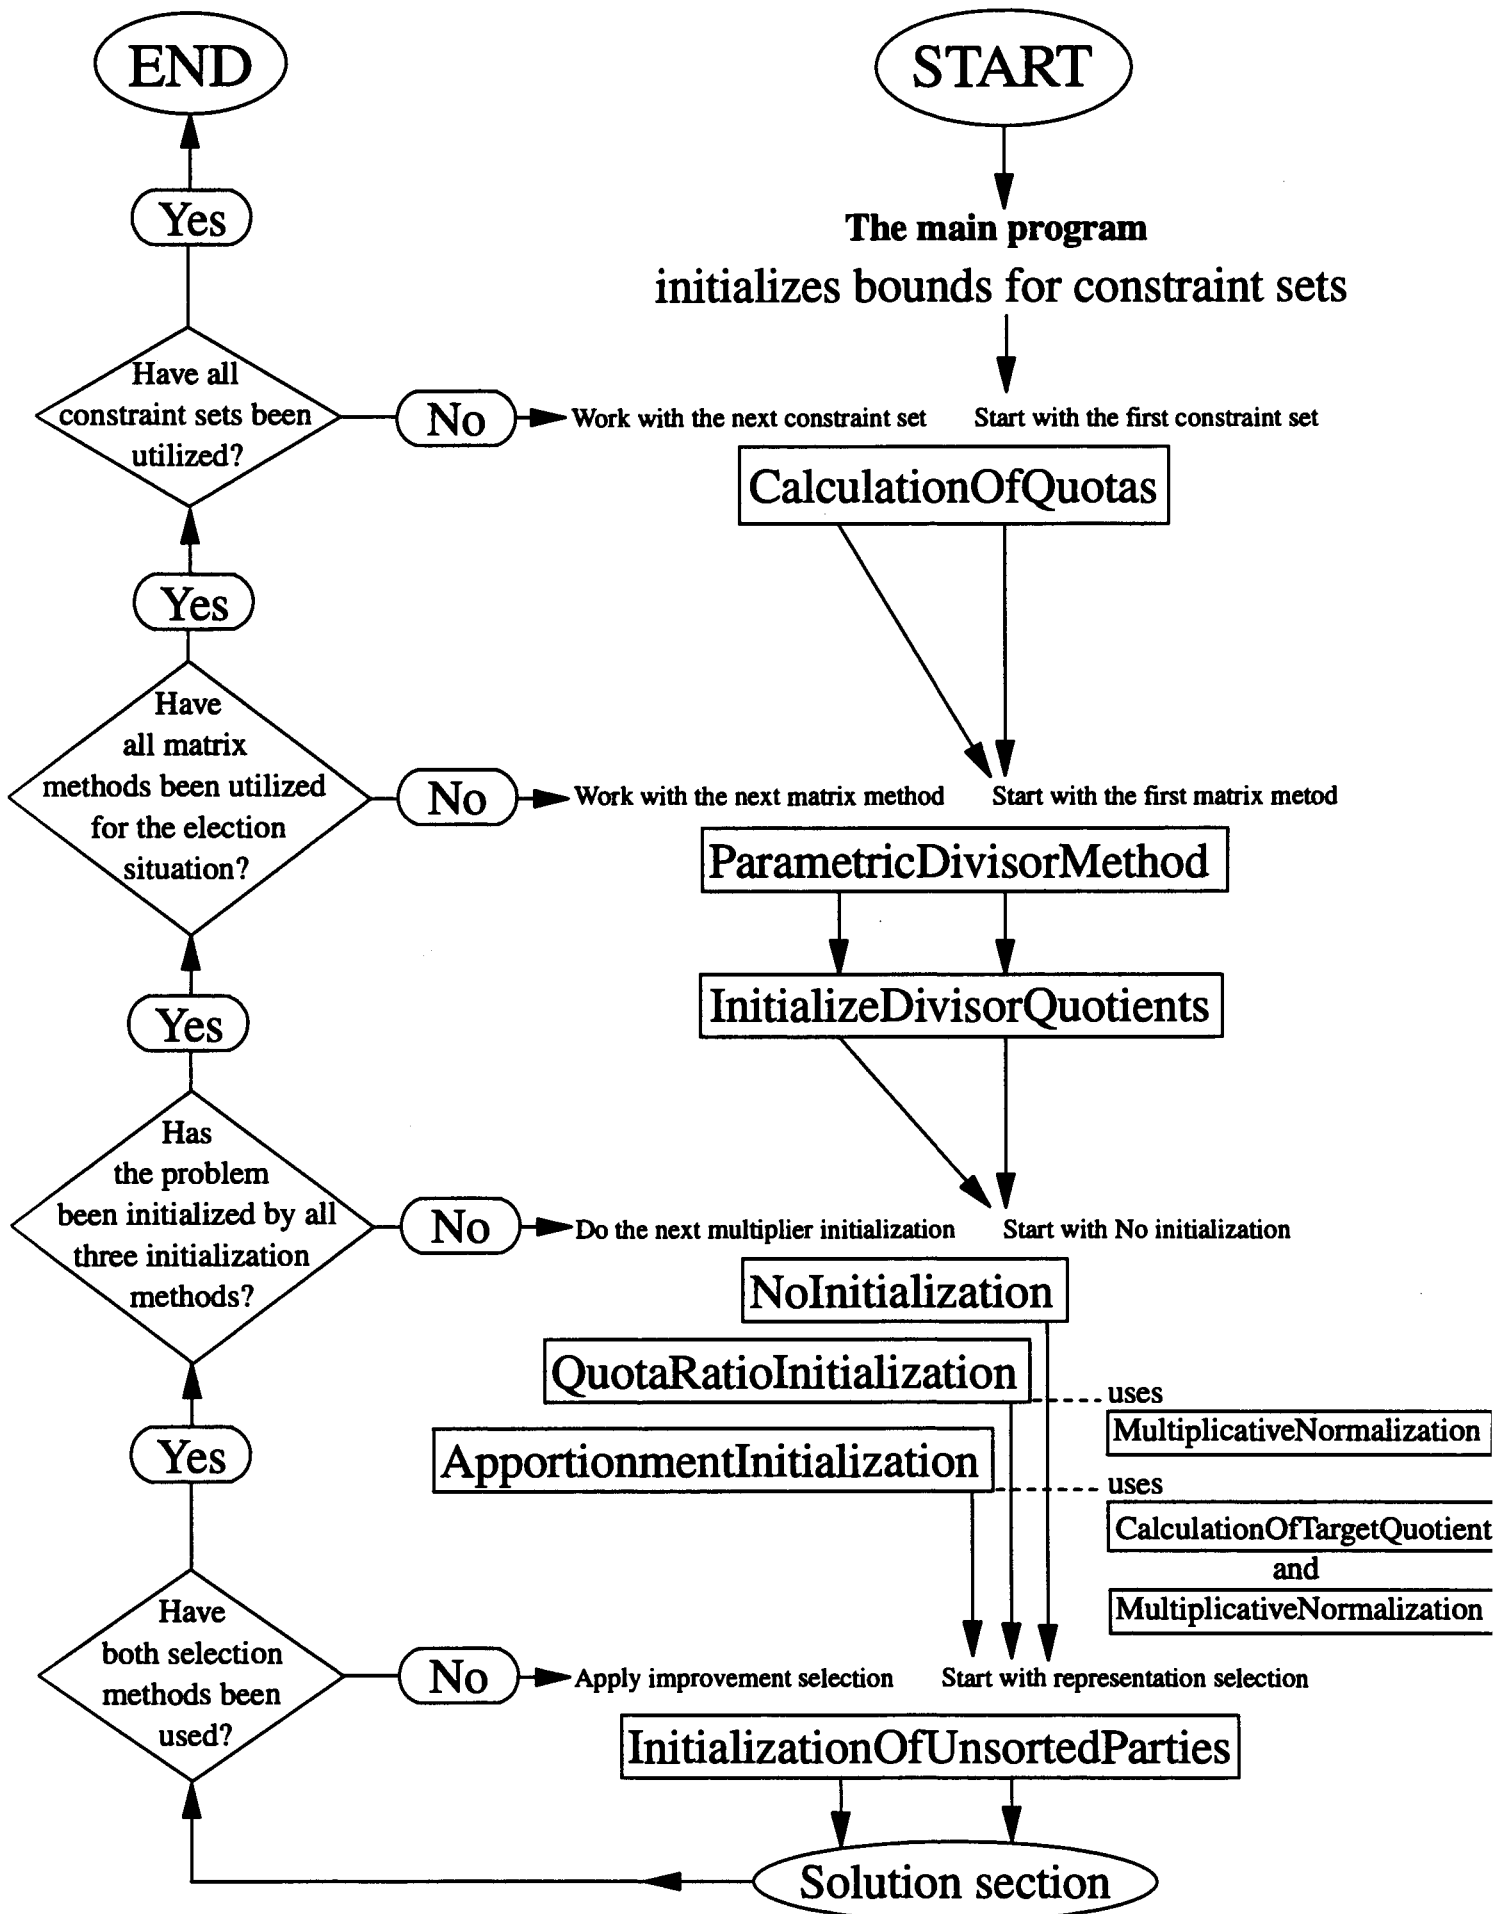 END
START
Yes
The main program
initializes bounds for constraint sets
Have all
constraint sets been
utilized?
No
Work with the next constraint set
Start with the first constraint set
CalculationOfQuotas
Yes
Have
all matrix
methods been utilized
for the election
situation?
No
Work with the next matrix method
Start with the first matrix metod
ParametricDivisorMethod
InitializeDivisorQuotients
Yes
Has
the problem
been initialized by all
three initialization
methods?
No
Do the next multiplier initialization
Start with No initialization
NoInitialization
QuotaRatioInitialization
uses
MultiplicativeNormalization
ApportionmentInitialization
uses
CalculationOfTargetQuotient
and
MultiplicativeNormalization
Yes
Have
both selection
methods been
used?
No
Apply improvement selection
Start with representation selection
InitializationOfUnsortedParties
Solution section